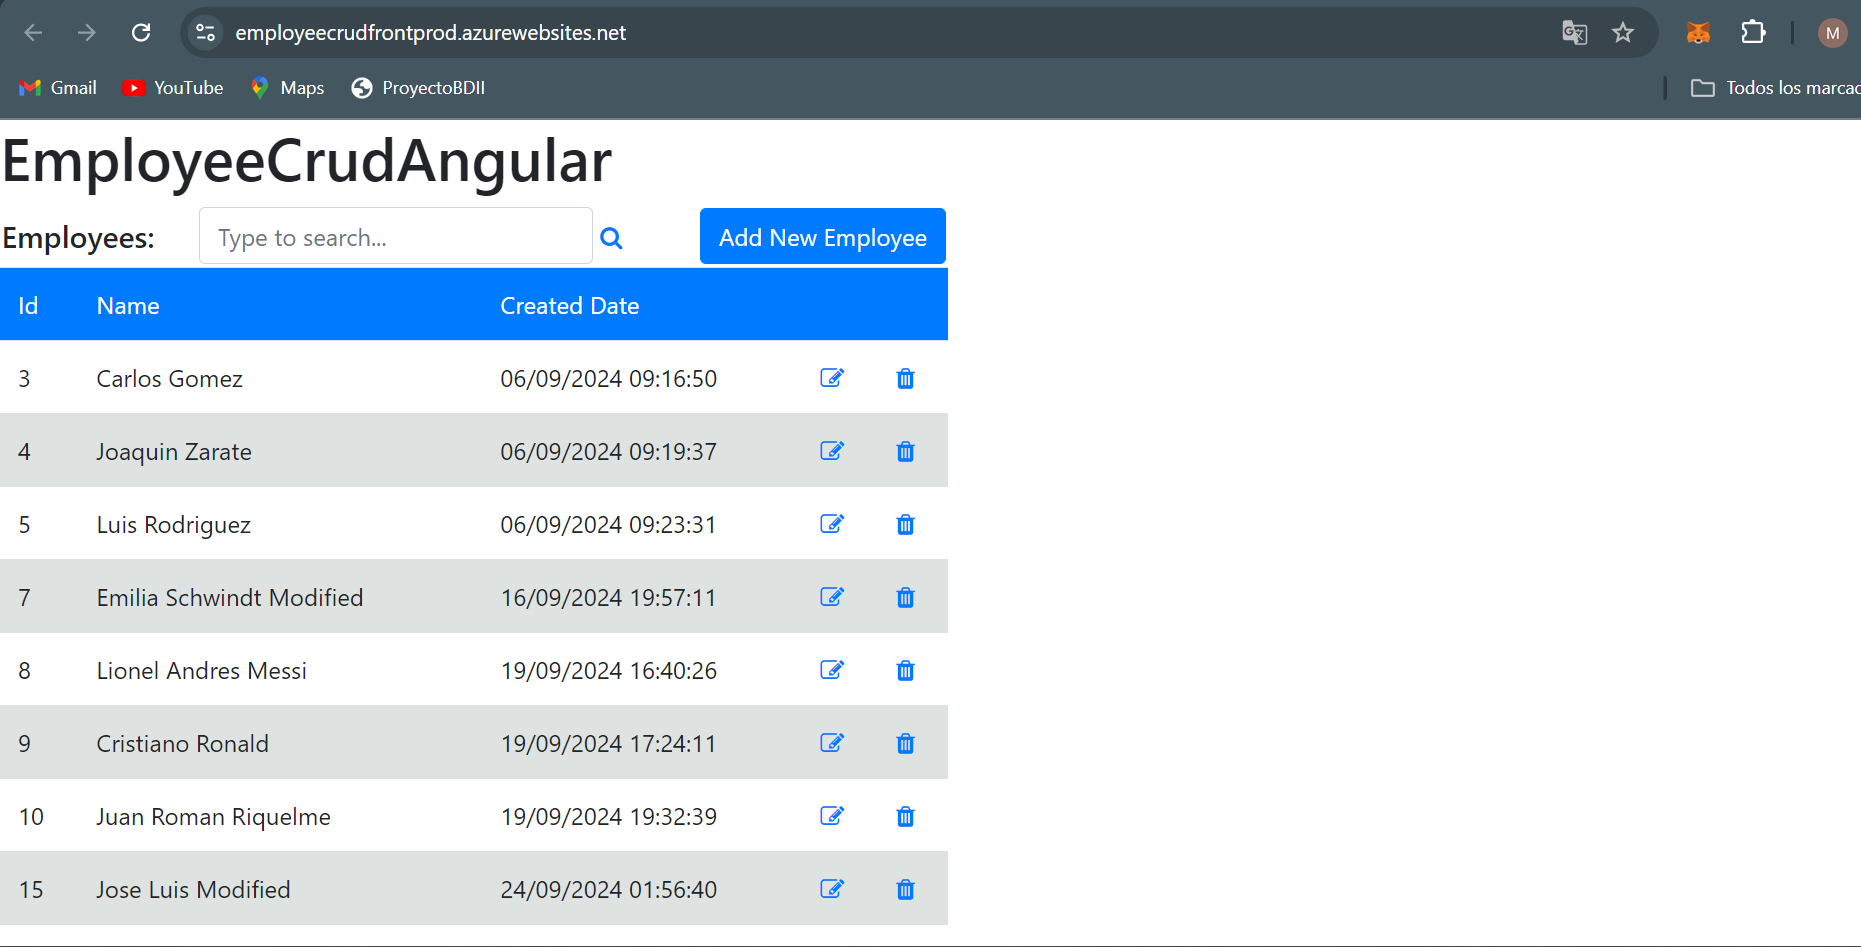 employeecrudfrontprod.azurewebsites.net M
Gmail YouTube Maps ProyectoBDII Todos los marcad
EmployeeCrudAngular
Employees: Type to search... Add New Employee
Id Name Created Date
3 Carlos Gomez 06/09/2024 09:16:50
4 Joaquin Zarate 06/09/2024 09:19:37
5 Luis Rodriguez 06/09/2024 09:23:31
7 Emilia Schwindt Modified 16/09/2024 19:57:11
8 Lionel Andres Messi 19/09/2024 16:40:26
9 Cristiano Ronald 19/09/2024 17:24:11
10 Juan Roman Riquelme 19/09/2024 19:32:39
15 Jose Luis Modified 24/09/2024 01:56:40